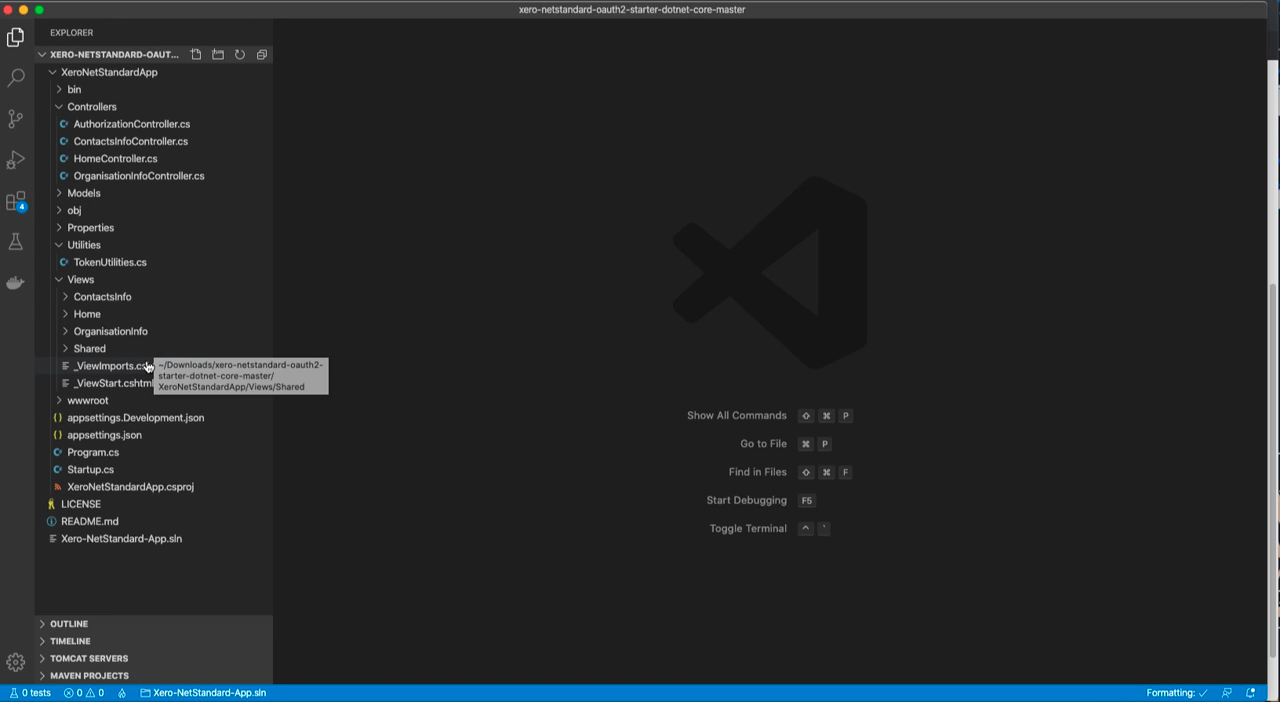 xero-netstandard-oauth2-starter-dotnet-core-master
EXPLORER
XERO-NETSTANDARD-OAUT...
XeroNetStandardApp
bin
Controllers
AuthorizationController.cs
ContactsInfoController.cs
HomeController.cs
OrganisationInfoController.cs
Models
obj
Properties
Utilities
TokenUtilities.cs
Views
ContactsInfo
Home
OrganisationInfo
Shared
_ViewImports.cs
~/Downloads/xero-netstandard-oauth2-
starter-dotnet-core-master/
XeroNetStandardApp/Views/Shared
_ViewStart.cshtml
wwwroot
{} appsettings.Development.json
{} appsettings.json
Program.cs
Startup.cs
XeroNetStandardApp.csproj
LICENSE
README.md
Xero-NetStandard-App.sln
Show All Commands ⇧ ⌘ P
Go to File ⌘ P
Find in Files ⇧ ⌘ F
Start Debugging F5
Toggle Terminal ^ `
4
OUTLINE
TIMELINE
TOMCAT SERVERS
MAVEN PROJECTS
0 tests 0 0 Xero-NetStandard-App.sln Formatting: ✓